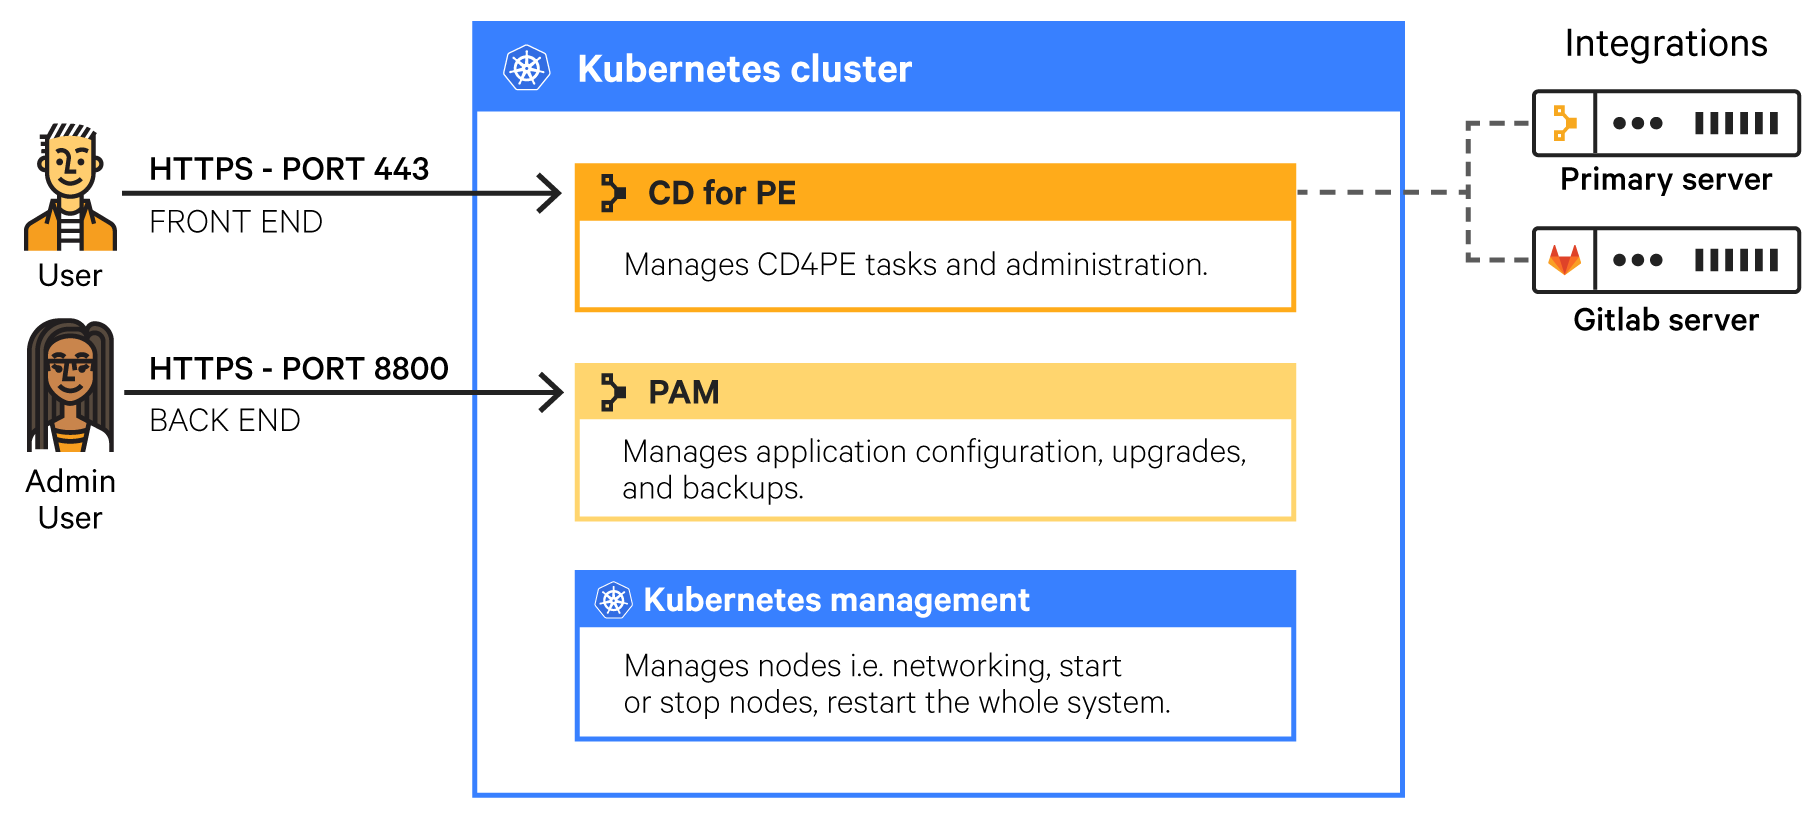 Kubernetes cluster
Integrations
HTTPS - PORT 443
FRONT END
User
CD for PE
Manages CD4PE tasks and administration.
Primary server
Gitlab server
HTTPS - PORT 8800
BACK END
Admin
User
PAM
Manages application configuration, upgrades,
and backups.
Kubernetes management
Manages nodes i.e. networking, start
or stop nodes, restart the whole system.